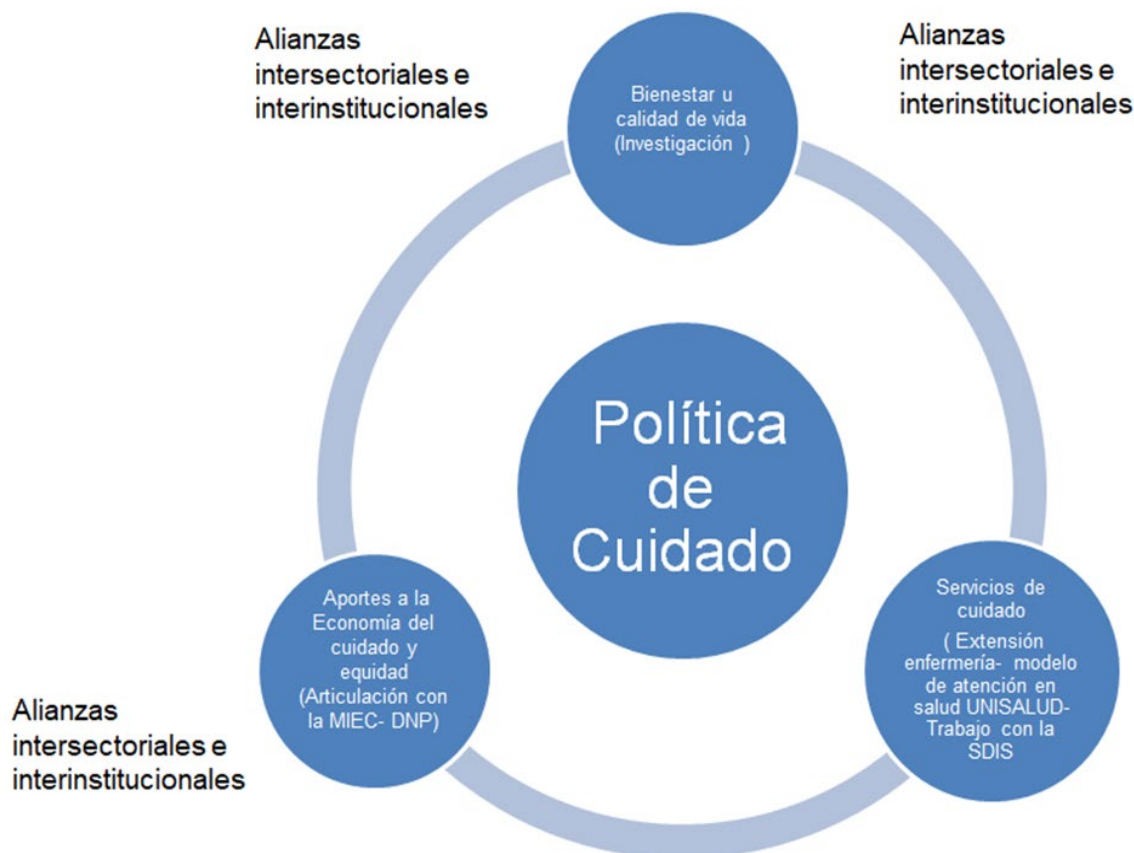 Alianzas
intersectoriales e
interinstitucionales
Bienestar u
calidad de vida
(Investigación )
Alianzas
intersectoriales e
interinstitucionales
Política
de
Cuidado
Aportes a la
Economía del
cuidado y
equidad
(Articulación con
la MIEC- DNP)
Servicios de
cuidado
( Extensión
enfermería- modelo
de atención en
salud UNISALUD-
Trabajo con la
SDIS
Alianzas
intersectoriales e
interinstitucionales